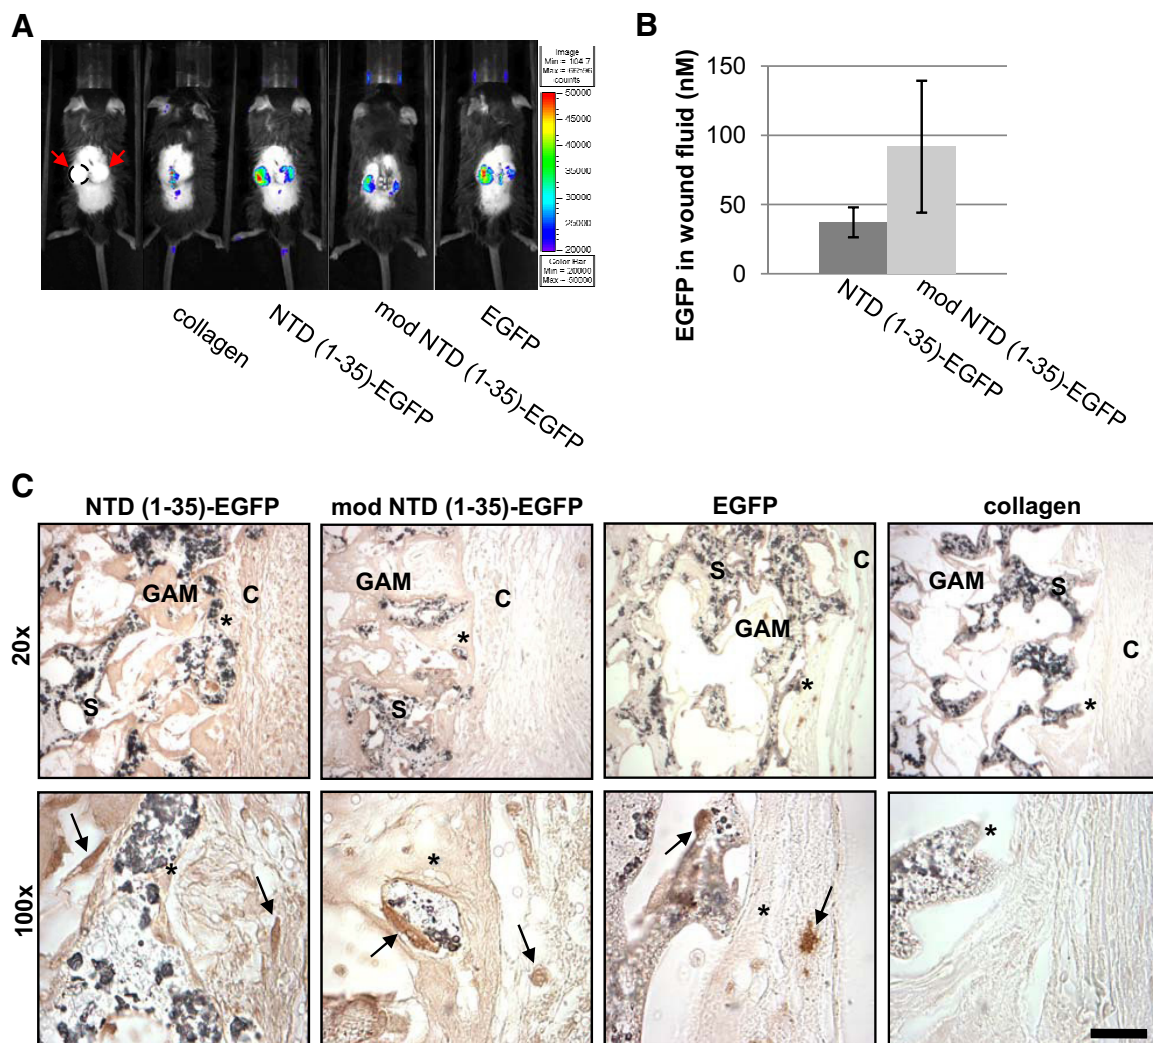 A
B
Image
Min = 104.7
counts
50000
45000
40000
35000
30000
25000
20000
Color Bar
Min = 20000
Max = 50000
collagen
NTD (1-35)-EGFP
mod NTD (1-35)-EGFP
EGFP
EGFP in wound fluid (nM)
150
100
50
0
NTD (1-35)-EGFP
mod NTD (1-35)-EGFP
C
NTD (1-35)-EGFP
mod NTD (1-35)-EGFP
EGFP
collagen
20x
GAM
C
*
S
GAM
C
*
S
S
C
GAM
*
GAM
S
C
*
100x
*
*
*
*